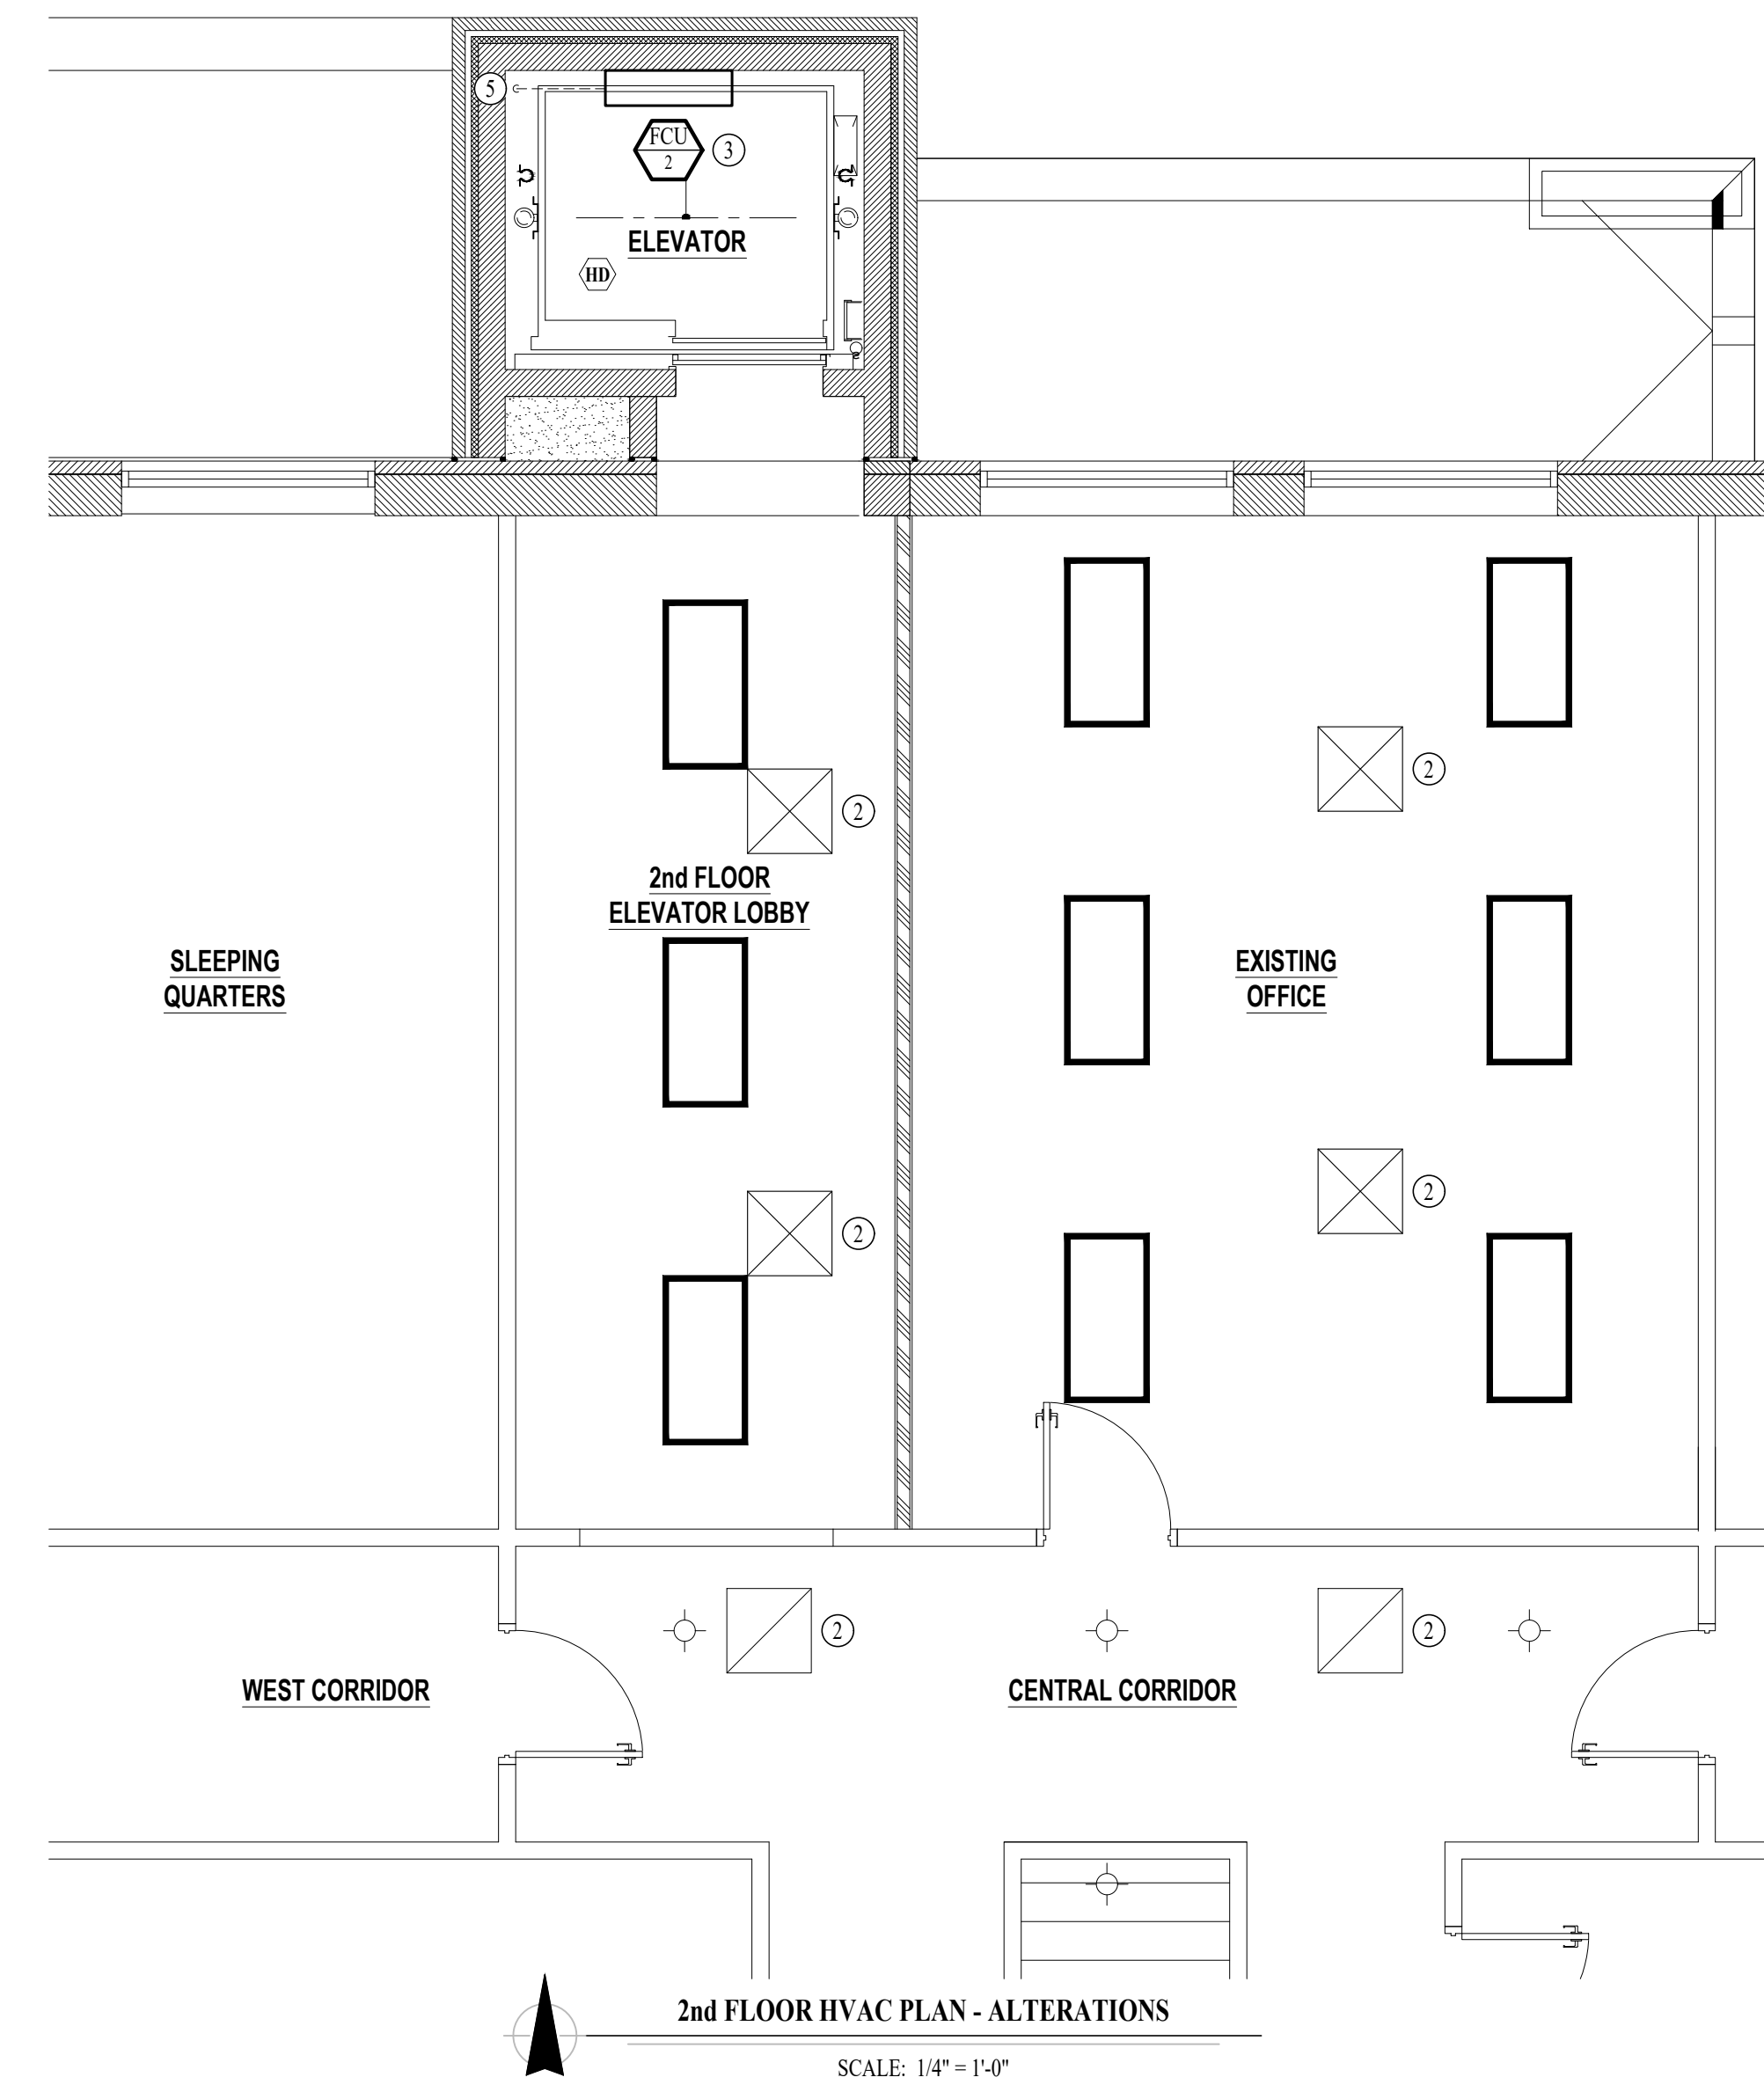 5
FCU
2
3
ELEVATOR
HD
2
2
2nd FLOOR
ELEVATOR LOBBY
SLEEPING
QUARTERS
EXISTING
OFFICE
2
2
2
2
WEST CORRIDOR
CENTRAL CORRIDOR
2nd FLOOR HVAC PLAN - ALTERATIONS
SCALE: 1/4" = 1'-0"